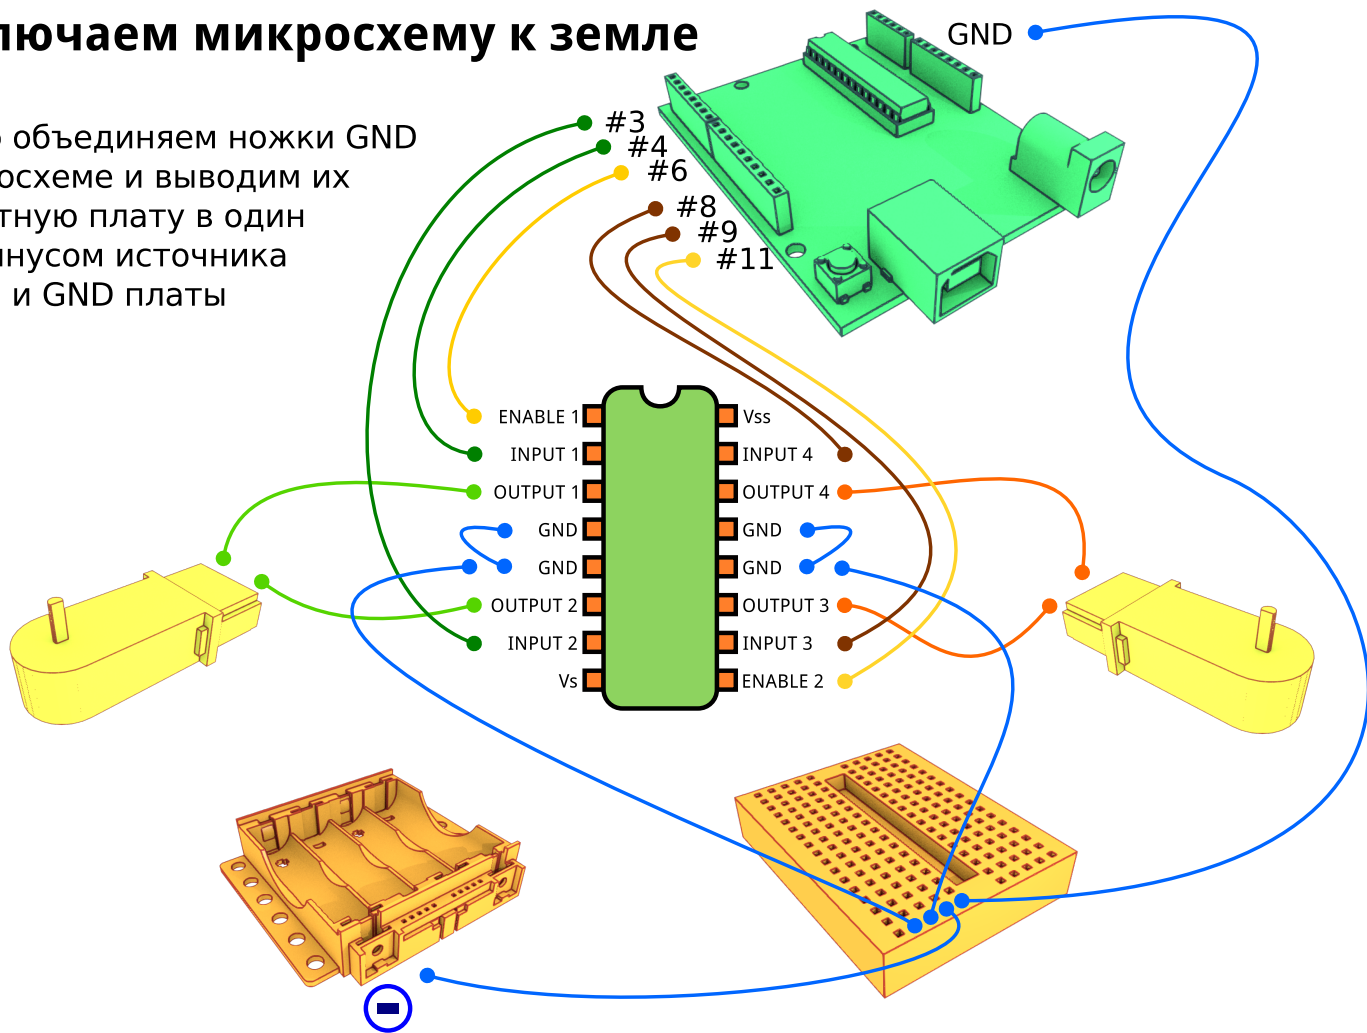 лючаем микросхему к земле
GND
объединяем ножки GND
осхеме и выводим их
тную плату в один
инусом источника
и GND платы
#3
#4
#6
#8
#9
#11
ENABLE 1
Vss
INPUT 1
INPUT 4
OUTPUT 1
OUTPUT 4
GND
GND
GND
GND
OUTPUT 2
OUTPUT 3
INPUT 2
INPUT 3
Vs
ENABLE 2